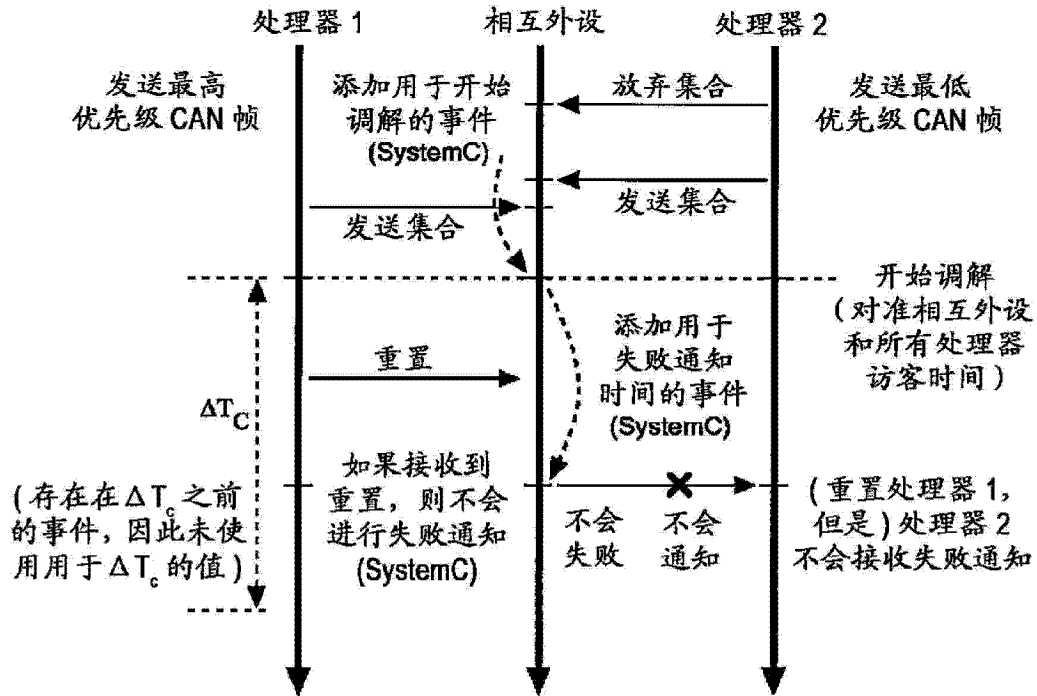 处理器 1
相互外设
处理器 2
发送最高
优先级 CAN 帧
添加用于开始
调解的事件
(SystemC)
放弃集合
发送最低
优先级 CAN 帧
发送集合
发送集合
开始调解
(对准相互外设
和所有处理器
访客时间)
添加用于
失败通知
时间的事件
(SystemC)
重置
ΔTC
(存在在ΔTc之前
的事件, 因此未使
用用于ΔTc的值)
如果接收到
重置, 则不会
进行失败通知
(SystemC)
不会
失败
不会
通知
(重置处理器 1,
但是) 处理器 2
不会接收失败通知